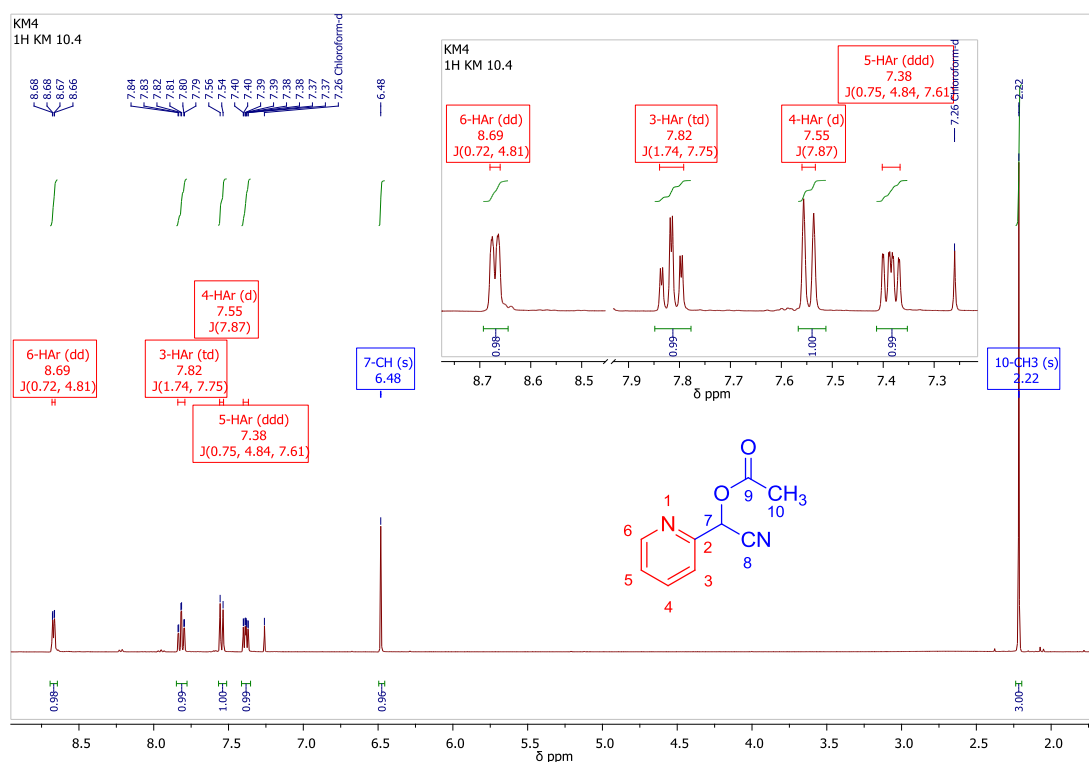 KM4
1H KM 10.4
8.68
8.68
8.67
8.66
7.84
7.83
7.82
7.81
7.80
7.79
7.56
7.54
7.40
7.40
7.39
7.39
7.38
7.38
7.37
7.37
7.26 Chloroform-d
6.48
2.22
KM4
1H KM 10.4
6-HAr (dd)
8.69
J(0.72, 4.81)
3-HAr (td)
7.82
J(1.74, 7.75)
4-HAr (d)
7.55
J(7.87)
5-HAr (ddd)
7.38
J(0.75, 4.84, 7.61)
7.26 Chloroform-d
0.98
0.99
1.00
0.99
8.7
8.6
8.5
7.9
7.8
7.7
7.6
7.5
7.4
7.3
δ ppm
6-HAr (dd)
8.69
J(0.72, 4.81)
3-HAr (td)
7.82
J(1.74, 7.75)
4-HAr (d)
7.55
J(7.87)
5-HAr (ddd)
7.38
J(0.75, 4.84, 7.61)
7-CH (s)
6.48
10-CH3 (s)
2.22
O
O
9
CH3
10
1
N
6
7
2
CN
8
5
3
4
0.98
0.99
1.00
0.99
0.96
3.00
8.5
8.0
7.5
7.0
6.5
6.0
5.5
5.0
4.5
4.0
3.5
3.0
2.5
2.0
δ ppm